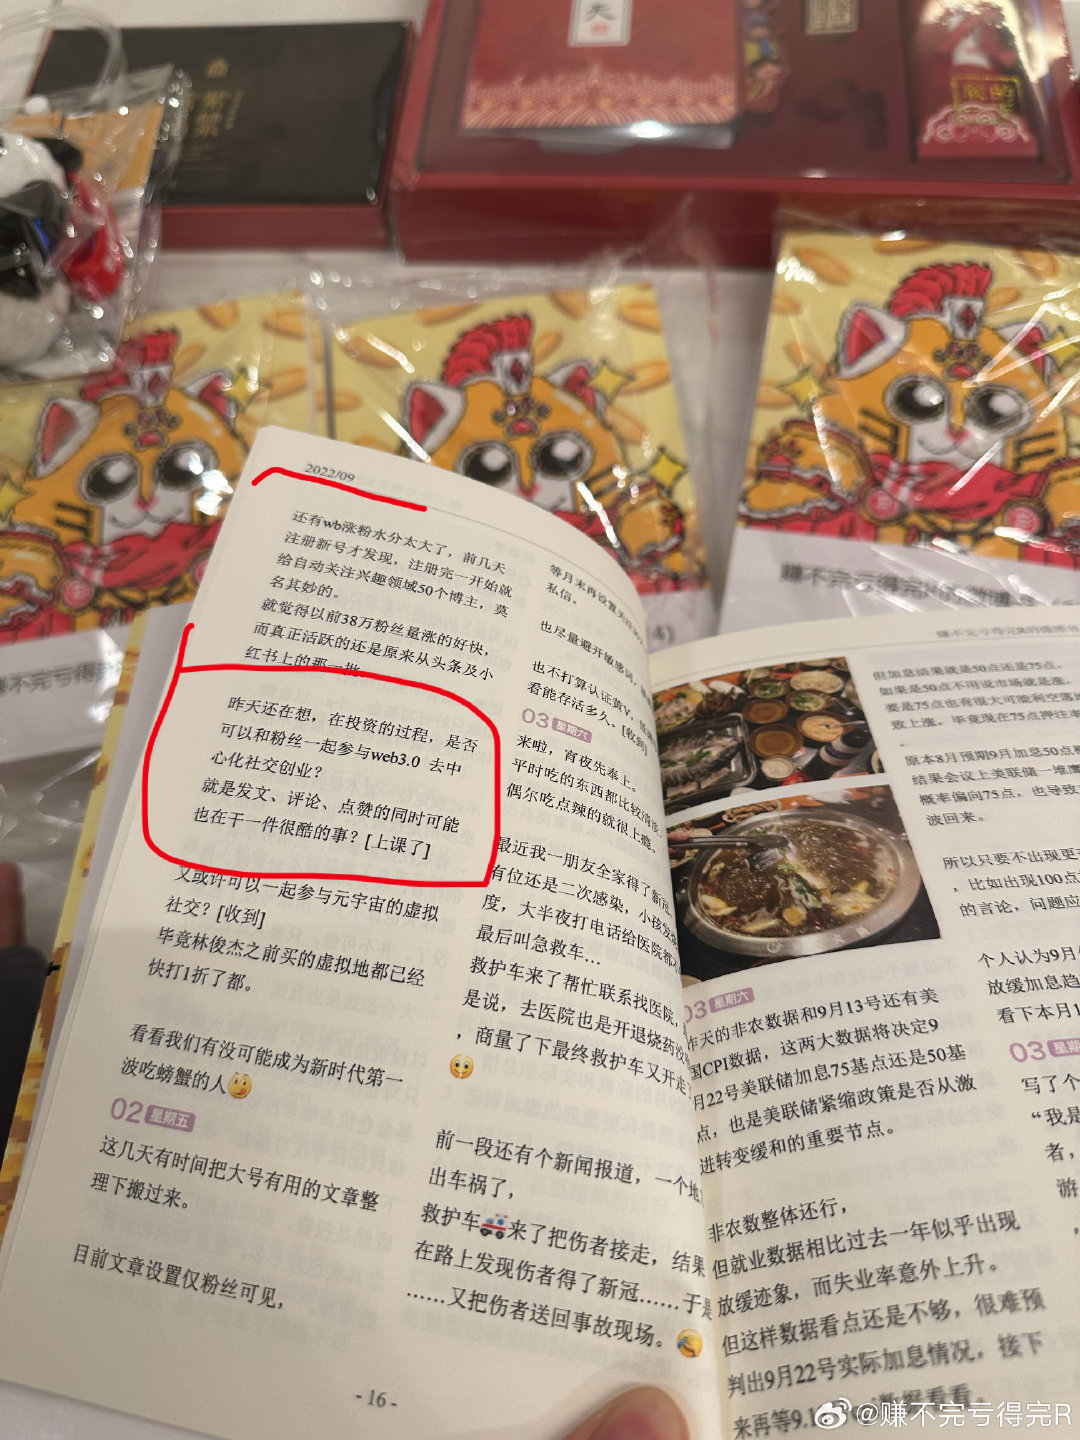 2022/09
还有wb涨粉水分太大了，前几天
注册新号才发现，注册完一开始就
给自动关注兴趣领域50个博主，莫
名其妙的。
就觉得以前38万粉丝量涨的好快，
而真正活跃的还是原来从头条及小
红书上的那一批
昨天还在想，在投资的过程，是否
可以和粉丝一起参与web3.0 去中
心化社交创业？
就是发文、评论、点赞的同时可能
也在干一件很酷的事？[上课了]
又或许可以一起参与元宇宙的虚拟
社交？[收到]
毕竟林俊杰之前买的虚拟地都已经
快打1折了都。
看看我们有没可能成为新时代第一
波吃螃蟹的人
02 星期五
这几天有时间把大号有用的文章整
理下搬过来。
目前文章设置仅粉丝可见，
- 16 -
等月末再设置
私信。
也尽量避开敏感词，
也不打算认证黄V，
看能存活多久。[收到]
03 星期六
来啦，宵夜先奉上。
平时吃的东西都比较清淡，
偶尔吃点辣的就很上瘾。
最近我一朋友全家得了新冠，
有位还是二次感染，小孩发烧
度，大半夜打电话给医院都不
最后叫急救车...
救护车来了帮忙联系找医院，
是说，去医院也是开退烧药没
，商量了下最终救护车又开走了
前一段还有个新闻报道，一个地
出车祸了，
救护车🚑来了把伤者接走，结果
在路上发现伤者得了新冠......于是
......又把伤者送回事故现场。
03 星期六
昨天的非农数据和9月13号还有美
国CPI数据，这两大数据将决定9
月22号美联储加息75基点还是50基
点，也是美联储紧缩政策是否从激
进转变缓和的重要节点。
非农数整体还行，
但就业数据相比过去一年似乎出现
放缓迹象，而失业率意外上升。
但这样数据看点还是不够，很难预
判出9月22号实际加息情况，接下
来再等9.1
数据看看。
但加息结果就是50点还是75点。
如果是50点不用说市场就是涨。
要是75点也有很大可能利空落地
致上涨。毕竟现在75点押注率
。
原本8月预期9月加息50点
结果会议上美联储一堆鹰
概率偏向75点，也导致
波回来。
所以只要不出现更
，比如出现100点
的言论，问题应
个人认为9月
放缓加息趋
看下本月1
03 星期
写了个
“我是
者，
游
赚不完亏得完R
@赚不完亏得完R